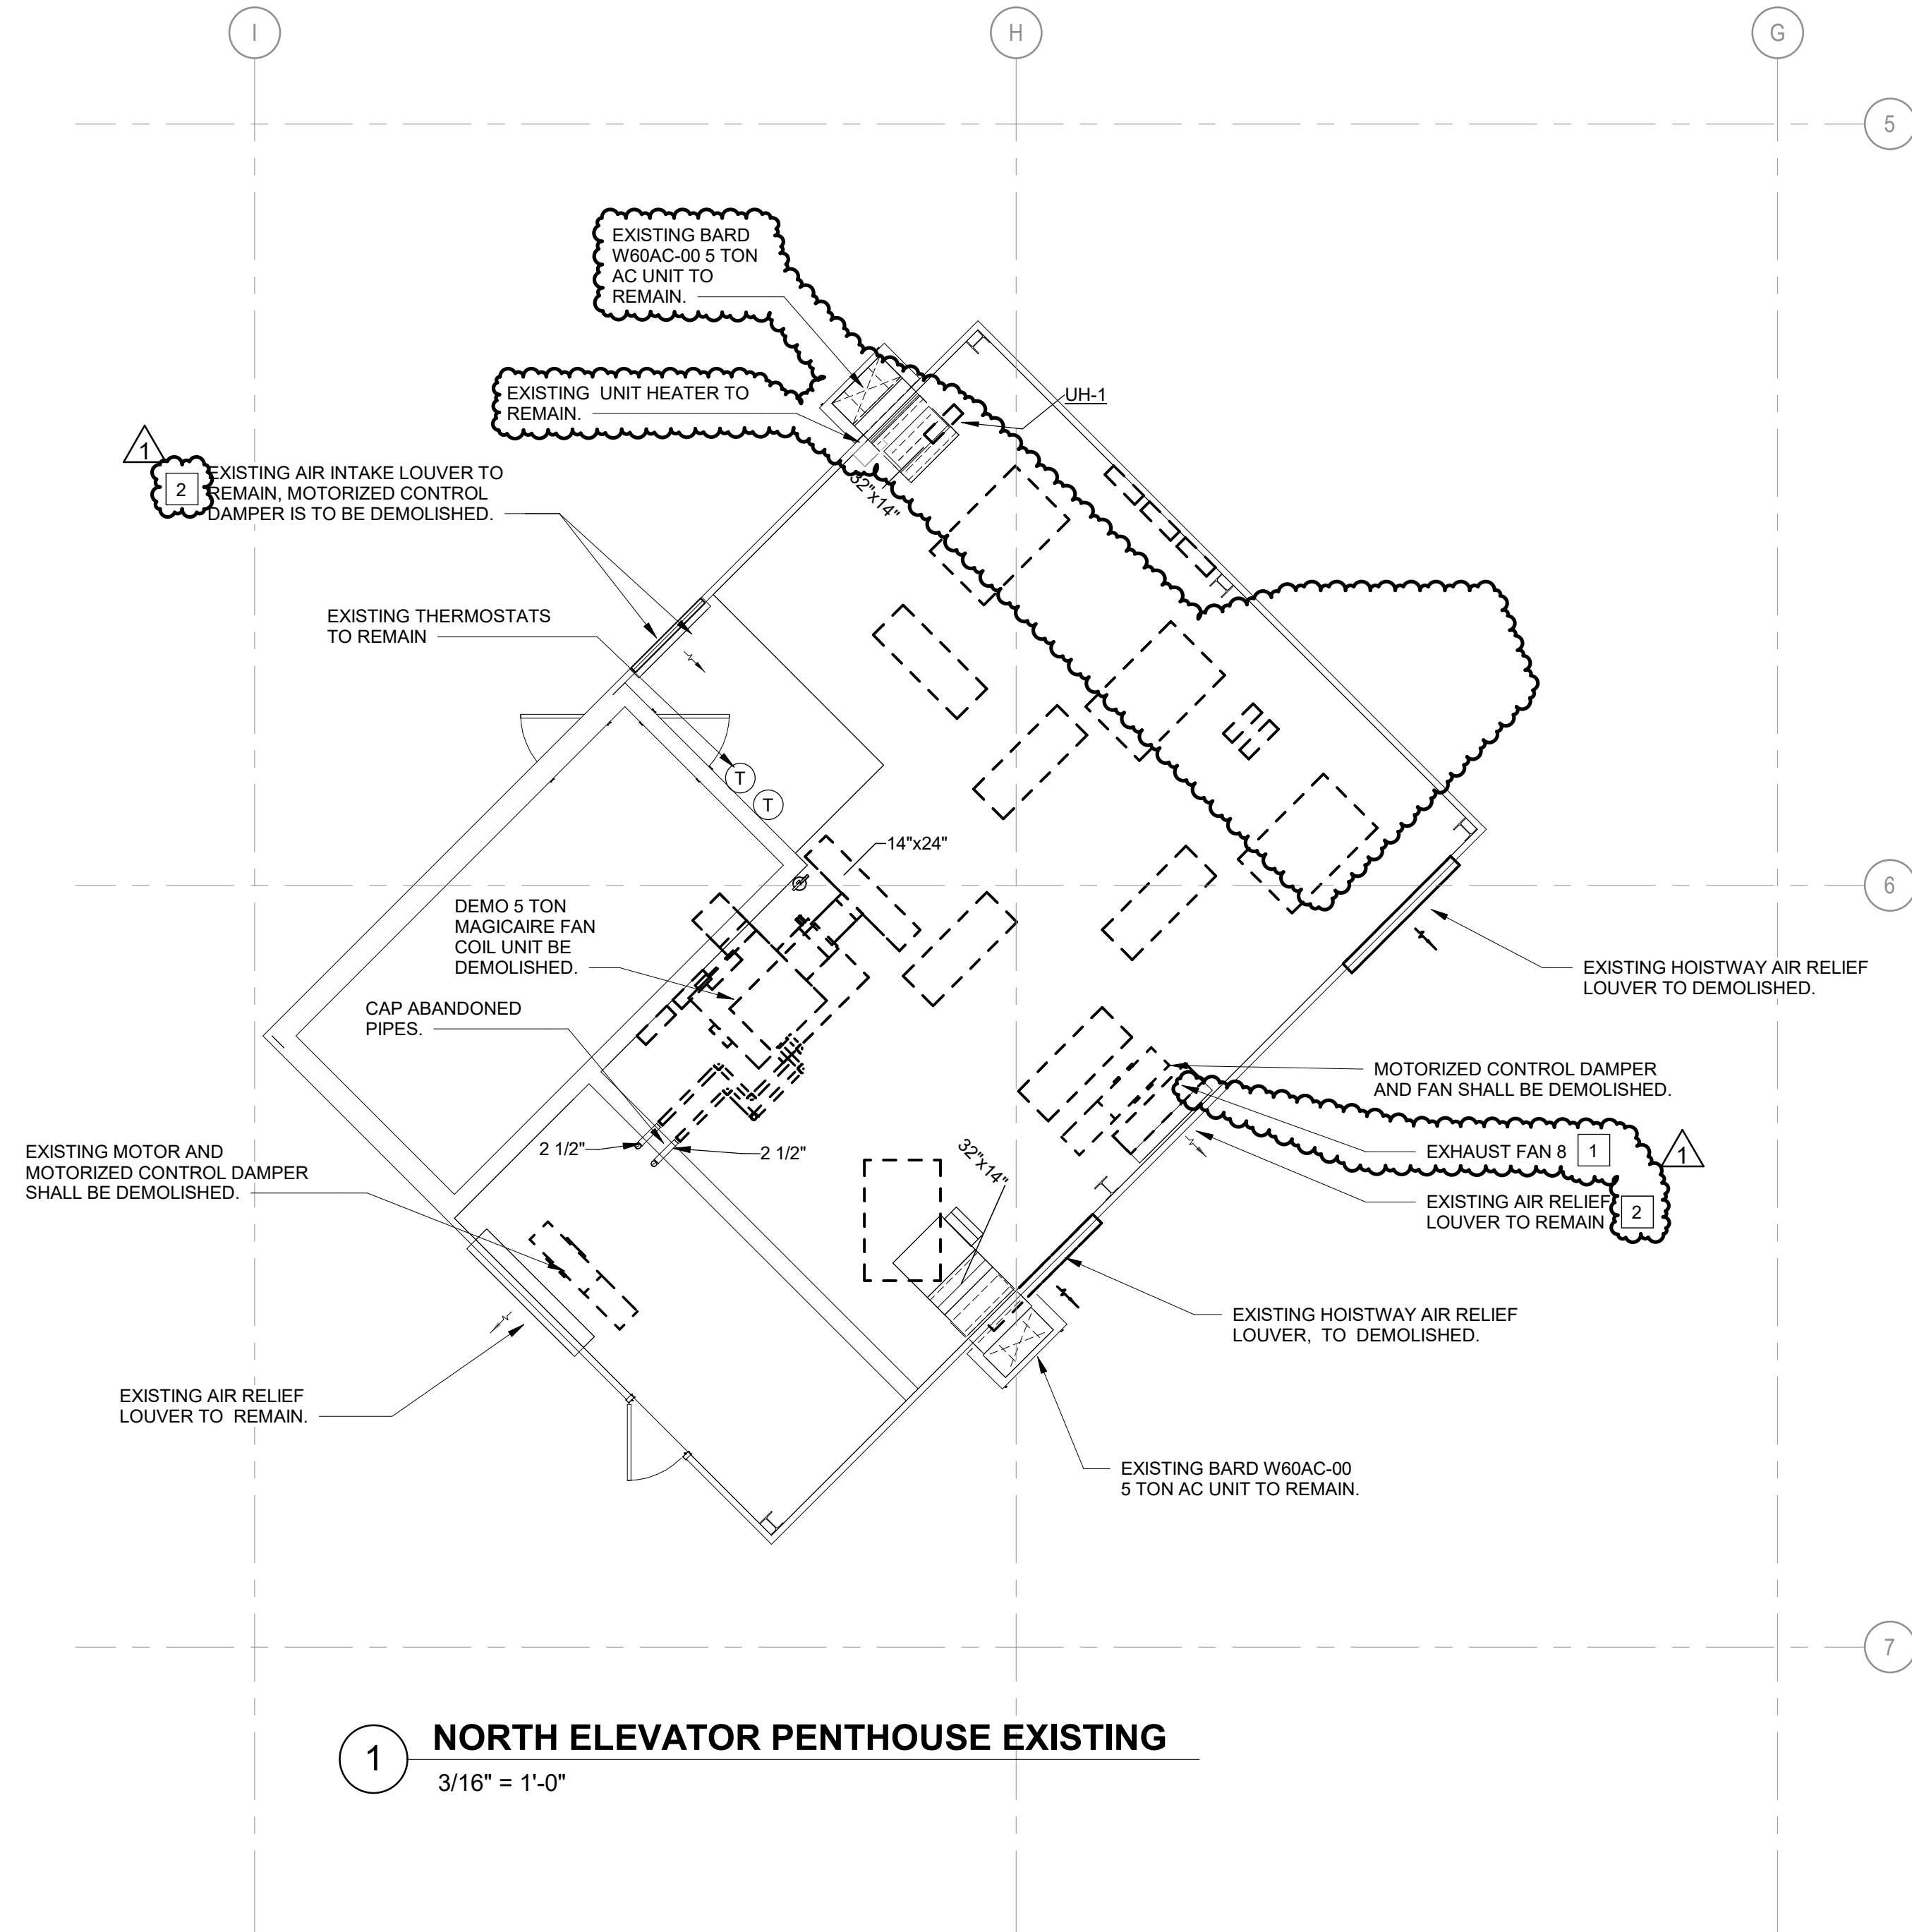 I
H
G
5
EXISTING BARD
W60AC-00 5 TON
AC UNIT TO
REMAIN.
EXISTING  UNIT HEATER TO
REMAIN.
UH-1
1
2
EXISTING AIR INTAKE LOUVER TO
REMAIN, MOTORIZED CONTROL
DAMPER IS TO BE DEMOLISHED.
32"x14"
EXISTING THERMOSTATS
TO REMAIN
T
T
14"x24"
6
DEMO 5 TON
MAGICAIRE FAN
COIL UNIT BE
DEMOLISHED.
EXISTING HOISTWAY AIR RELIEF
LOUVER TO DEMOLISHED.
CAP ABANDONED
PIPES.
MOTORIZED CONTROL DAMPER
AND FAN SHALL BE DEMOLISHED.
2 1/2"
2 1/2"
32"x14"
EXHAUST FAN 8
1
1
EXISTING MOTOR AND
MOTORIZED CONTROL DAMPER
SHALL BE DEMOLISHED.
EXISTING AIR RELIEF
LOUVER TO REMAIN
2
EXISTING HOISTWAY AIR RELIEF
LOUVER,  TO  DEMOLISHED.
EXISTING AIR RELIEF
LOUVER TO  REMAIN.
EXISTING BARD W60AC-00
5 TON AC UNIT TO REMAIN.
7
1
NORTH ELEVATOR PENTHOUSE EXISTING
3/16" = 1'-0"